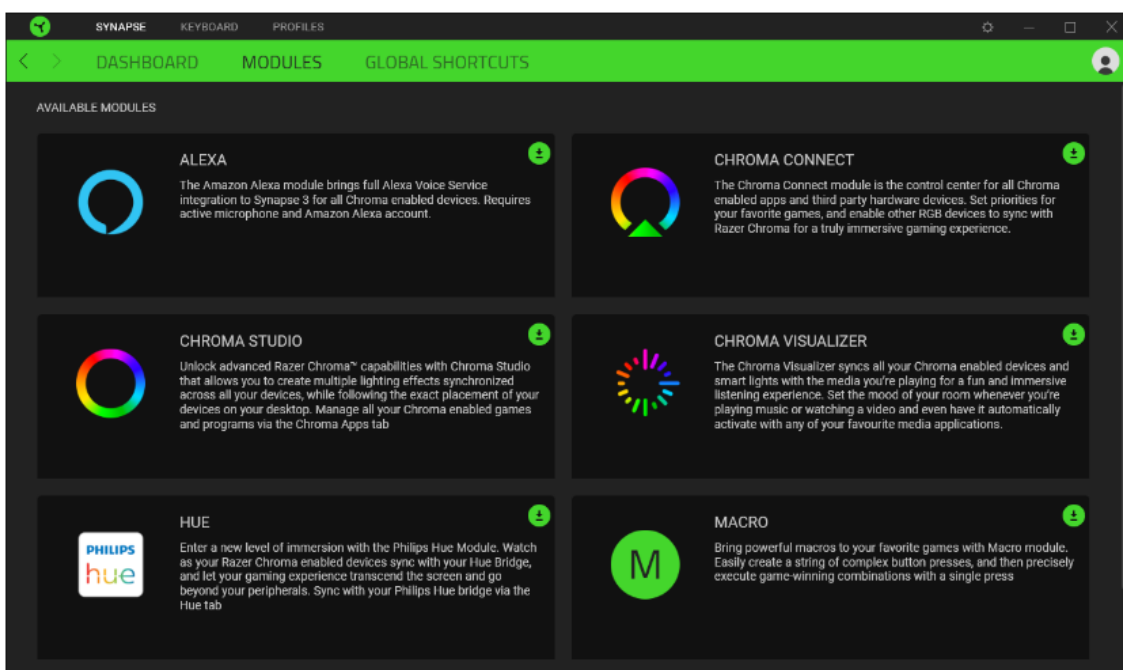 SYNAPSE KEYBOARD PROFILES
DASHBOARD MODULES GLOBAL SHORTCUTS
AVAILABLE MODULES
ALEXA
The Amazon Alexa module brings full Alexa Voice Service
integration to Synapse 3 for all Chroma enabled devices. Requires
active microphone and Amazon Alexa account.
CHROMA CONNECT
The Chroma Connect module is the control center for all Chroma
enabled apps and third party hardware devices. Set priorities for
your favorite games, and enable other RGB devices to sync with
Razer Chroma for a truly immersive gaming experience.
CHROMA STUDIO
Unlock advanced Razer Chroma™ capabilities with Chroma Studio
that allows you to create multiple lighting effects synchronized
across all your devices, while following the exact placement of your
devices on your desktop. Manage all your Chroma enabled games
and programs via the Chroma Apps tab
CHROMA VISUALIZER
The Chroma Visualizer syncs all your Chroma enabled devices and
smart lights with the media you're playing for a fun and immersive
listening experience. Set the mood of your room whenever you're
playing music or watching a video and even have it automatically
activate with any of your favourite media applications.
PHILIPS
hue
HUE
Enter a new level of immersion with the Philips Hue Module. Watch
as your Razer Chroma enabled devices sync with your Hue Bridge,
and let your gaming experience transcend the screen and go
beyond your peripherals. Sync with your Philips Hue bridge via the
Hue tab
M
MACRO
Bring powerful macros to your favorite games with Macro module.
Easily create a string of complex button presses, and then precisely
execute game-winning combinations with a single press